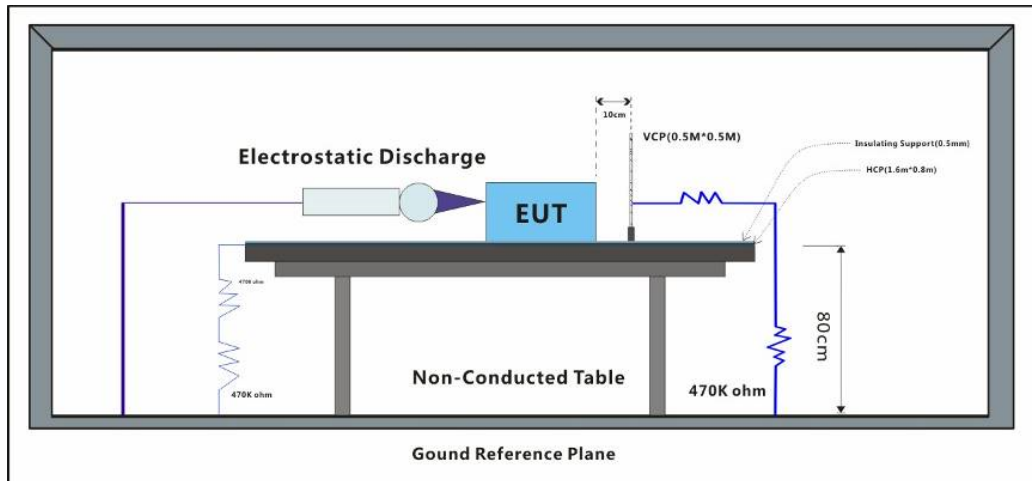 10cm
VCP(0.5M*0.5M)
Insulating Support(0.5mm)
Electrostatic Discharge
HCP(1.6m*0.8m)
EUT
470K ohm
80cm
Non-Conducted Table
470K ohm
470K ohm
Gound Reference Plane